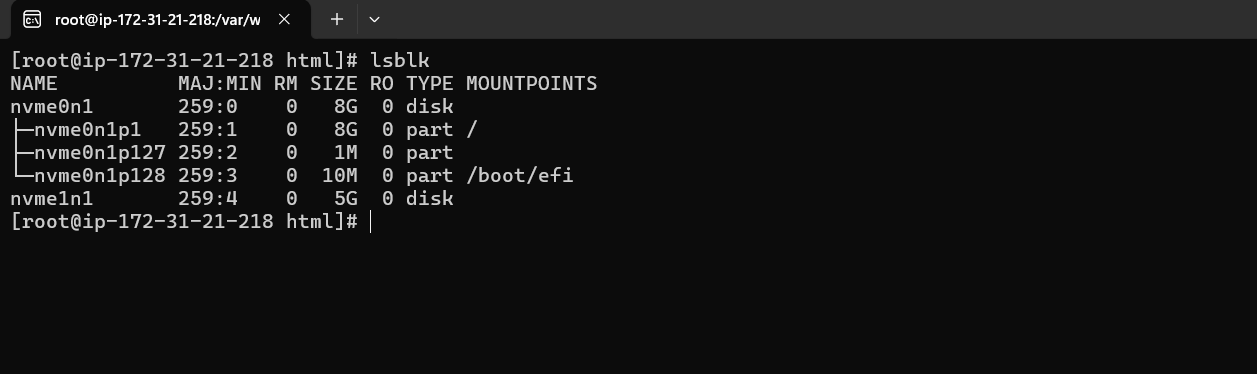 root@ip-172-31-21-218:/var/w
[root@ip-172-31-21-218 html]# lsblk
NAME          MAJ:MIN RM SIZE RO TYPE MOUNTPOINTS
nvme0n1       259:0    0   8G  0 disk
├─nvme0n1p1   259:1    0   8G  0 part /
├─nvme0n1p127 259:2    0   1M  0 part
└─nvme0n1p128 259:3    0  10M  0 part /boot/efi
nvme1n1       259:4    0   5G  0 disk
[root@ip-172-31-21-218 html]#